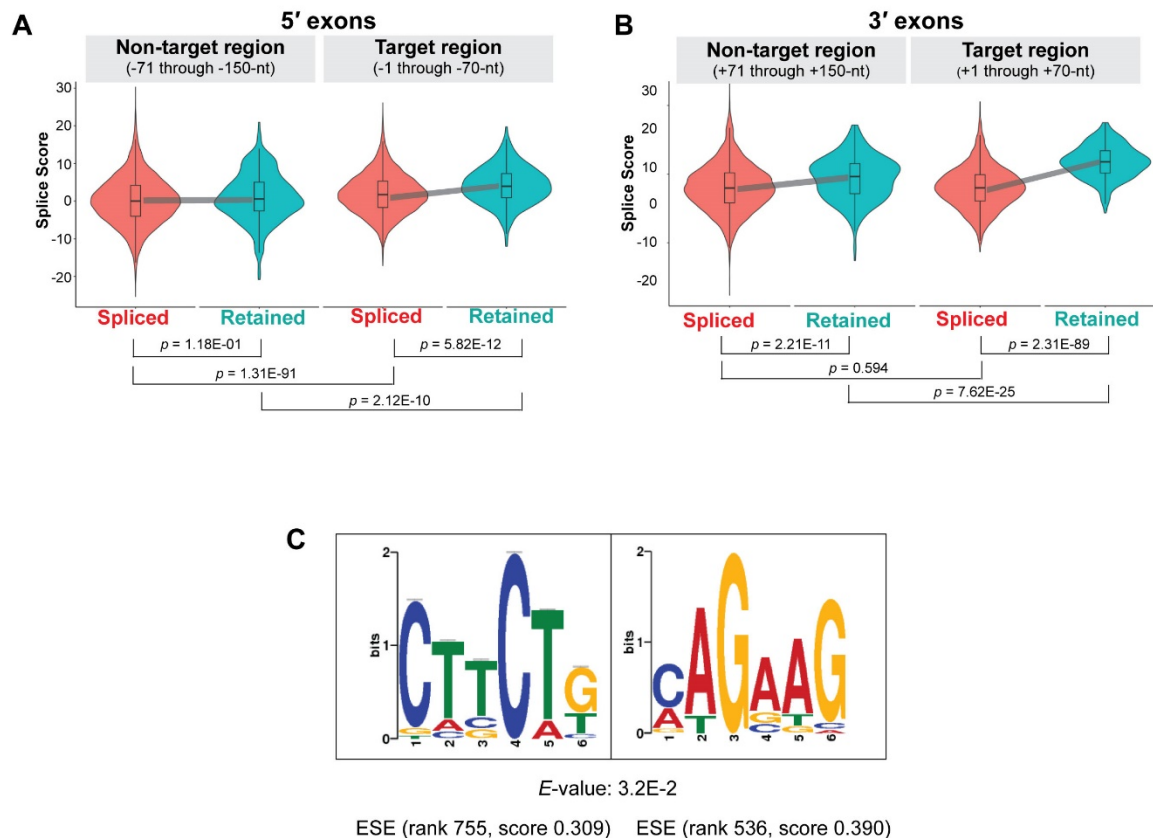 A
5′ exons
Non-target region
(-71 through -150-nt)
Target region
(-1 through -70-nt)
Splice Score
30
20
10
0
-10
-20
Spliced
Retained
Spliced
Retained
p = 1.18E-01
p = 5.82E-12
p = 1.31E-91
p = 2.12E-10
B
3′ exons
Non-target region
(+71 through +150-nt)
Target region
(+1 through +70-nt)
Splice Score
30
20
10
0
-10
-20
Spliced
Retained
Spliced
Retained
p = 2.21E-11
p = 2.31E-89
p = 0.594
p = 7.62E-25
C
bits
2
1
0
C G T
T A C
T C G
C
T A
G T C
1 2 3 4 5 6
bits
2
1
0
C A G
A T
G
A G C
A T G
G C A
1 2 3 4 5 6
E-value: 3.2E-2
ESE (rank 755, score 0.309) ESE (rank 536, score 0.390)